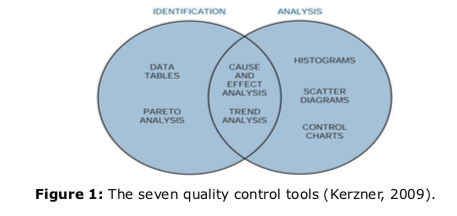 IDENTIFICATION
ANALYSIS
DATA
TABLES
PARETO
ANALYSIS
CAUSE
AND
EFFECT
ANALYSIS
TREND
ANALYSIS
HISTOGRAMS
SCATTER
DIAGRAMS
CONTROL
CHARTS
Figure 1: The seven quality control tools (Kerzner, 2009).